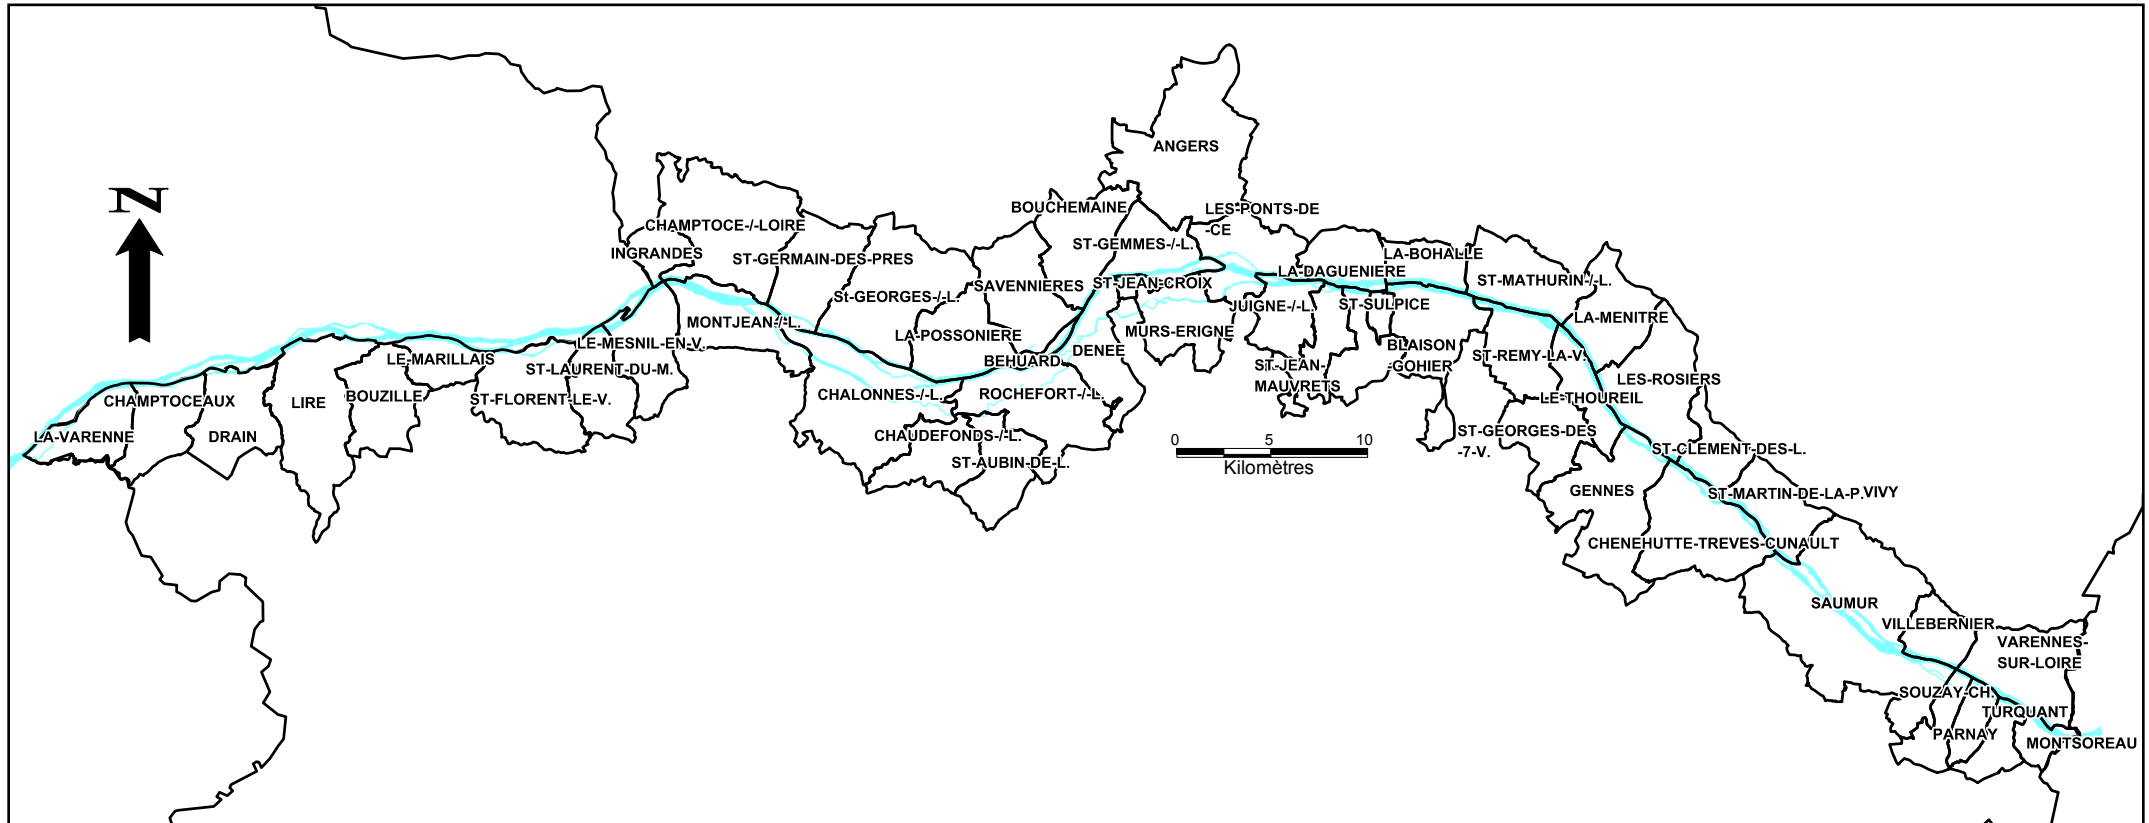 N
ANGERS
BOUCHEMAINE
LES-PONTS-DE
-CE
CHAMPTOCE-/-LOIRE
INGRANDES
ST-GERMAIN-DES-PRES
ST-GEMMES-/-L.
LA-BOHALLE
St-GEORGES-/-L.
SAVENNIERES
ST-JEAN-CROIX
LA-DAGUENIERE
ST-MATHURIN-/-L.
MONTJEAN-/-L.
LA-POSSONIERE
MURS-ERIGNE
JUIGNE-/-L.
ST-SULPICE
LA-MENITRE
LE-MARILLAIS
LE-MESNIL-EN-V.
ST-LAURENT-DU-M.
BEHUARD
DENEE
ST-JEAN-
MAUVRETS
BLAISON
-GOHIER
ST-REMY-LA-V.
LES-ROSIERS
CHAMPTOCEAUX
LIRE
BOUZILLE
ST-FLORENT-LE-V.
CHALONNES-/-L.
ROCHEFORT-/-L.
LE-THOUREIL
LA-VARENNE
DRAIN
CHAUDEFONDS-/-L.
ST-AUBIN-DE-L.
0 5 10
Kilomètres
ST-GEORGES-DES
-7-V.
ST-CLEMENT-DES-L.
GENNES
ST-MARTIN-DE-LA-P.
VIVY
CHENEHUTTE-TREVES-CUNAULT
SAUMUR
VILLEBERNIER
VARENNES-
SUR-LOIRE
SOUZAY-CH.
TURQUANT
PARNAY
MONTSOREAU